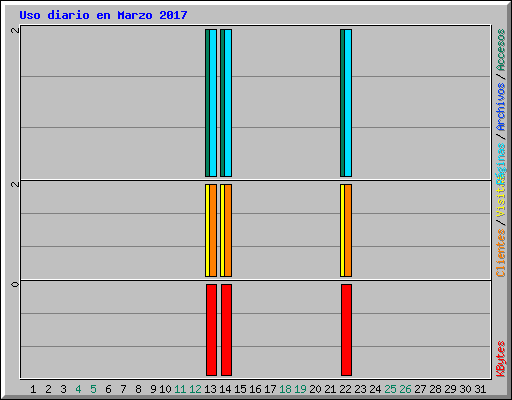 Uso diario en Marzo 2017
2
2
0
1 2 3 4 5 6 7 8 9 10 11 12 13 14 15 16 17 18 19 20 21 22 23 24 25 26 27 28 29 30 31
/ Archivos / Accesos
Clientes /
KBytes